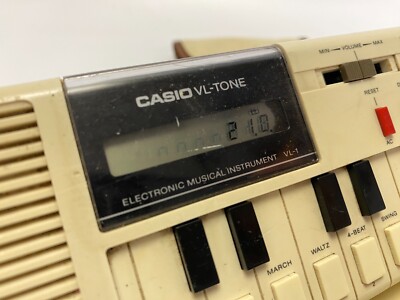 MIN - VOLUME - MAX
CASIO VL-TONE
RESET
21.0.
AC
ELECTRONIC MUSICAL INSTRUMENT VL-1
MARCH
WALTZ
4-BEAT
SWING
2